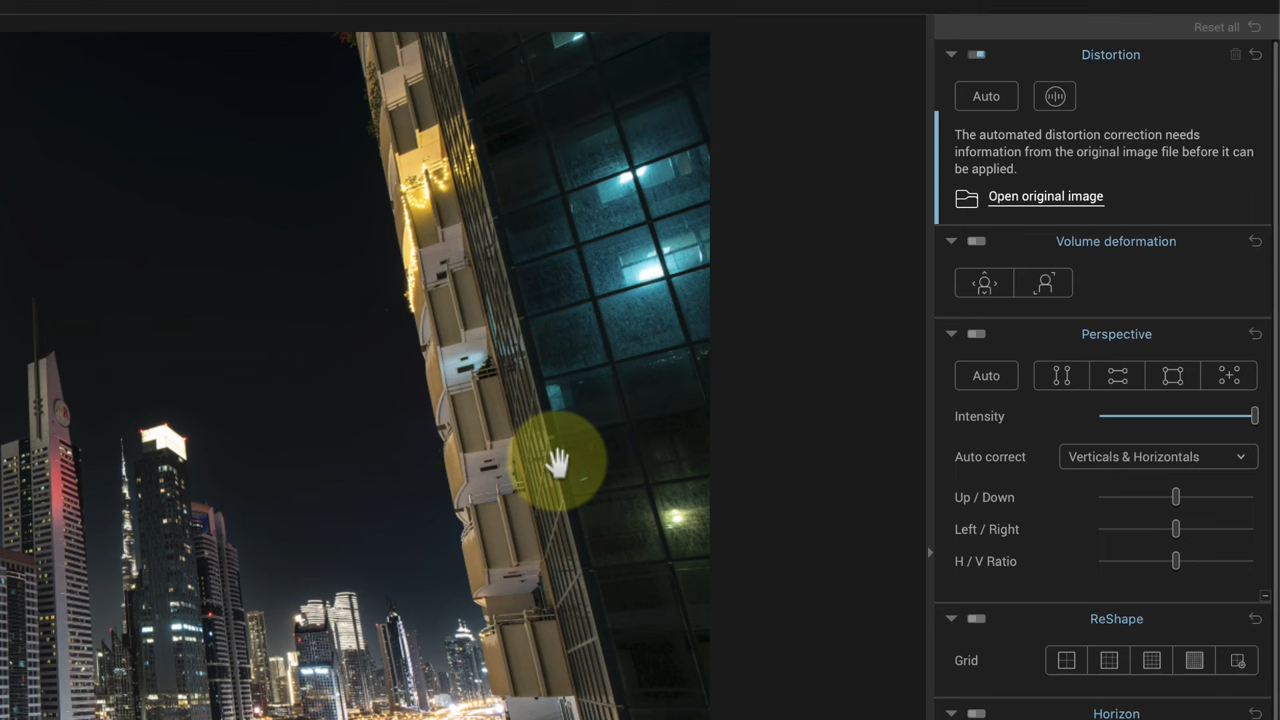 Reset all
Distortion
Auto
The automated distortion correction needs
information from the original image file before it can
be applied.
Open original image
Volume deformation
Perspective
Auto
Intensity
Auto correct Verticals & Horizontals
Up / Down
Left / Right
H / V Ratio
ReShape
Grid
Horizon